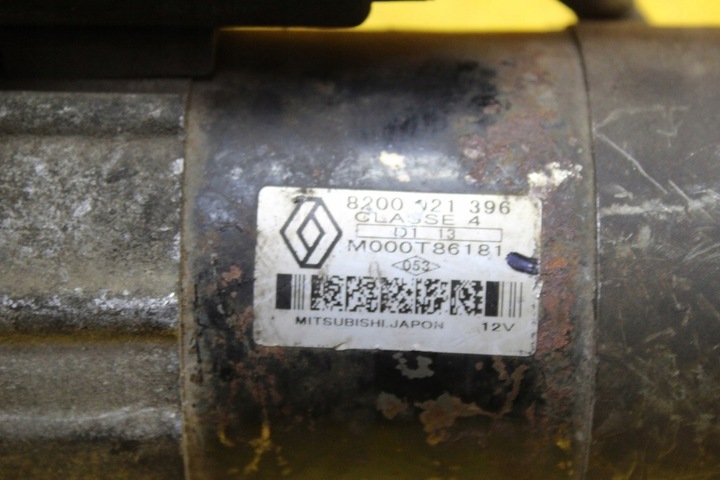 8200 021 396
CLASSE 4
D1 13
M000T86181
053
MITSUBISHI.JAPON 12V